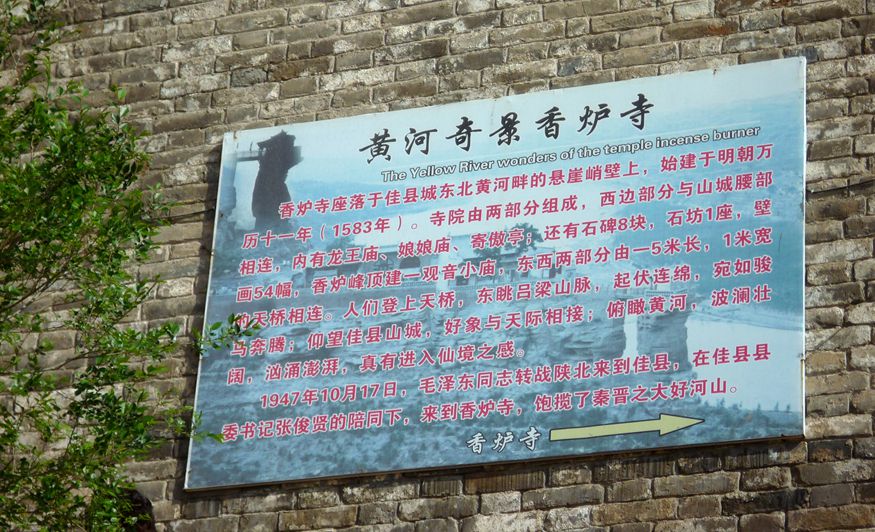 黄河奇景香炉寺
The Yellow River wonders of the temple incense burner
香炉寺座落于佳县城东北黄河畔的悬崖峭壁上，始建于明朝万
历十一年（1583年）。寺院由两部分组成，西边部分与山城腰部
相连，内有龙王庙、娘娘庙、寄傲亭；还有石碑8块，石坊1座，壁
画54幅，香炉峰顶建一观音小庙，东西两部分由一5米长，1米宽
的天桥相连。人们登上天桥，东眺吕梁山脉，起伏连绵，宛如骏
马奔腾；仰望佳县山城，好象与天际相接；俯瞰黄河，波澜壮
阔，汹涌澎湃，真有进入仙境之感。
1947年10月17日，毛泽东同志转战陕北来到佳县，在佳县县
委书记张俊贤的陪同下，来到香炉寺，饱揽了秦晋之大好河山。
香炉寺